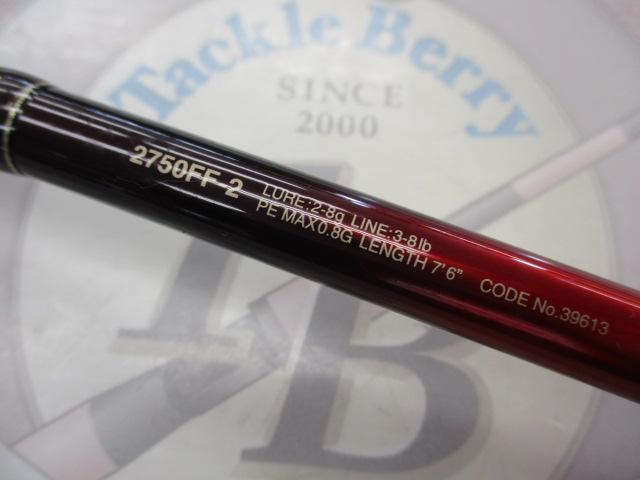 Tackle Berry
SINCE
2000
TB
2750FF-2
LURE:2-8g LINE:3-8lb
PE MAX0.8G LENGTH 7'6"
CODE No.39613